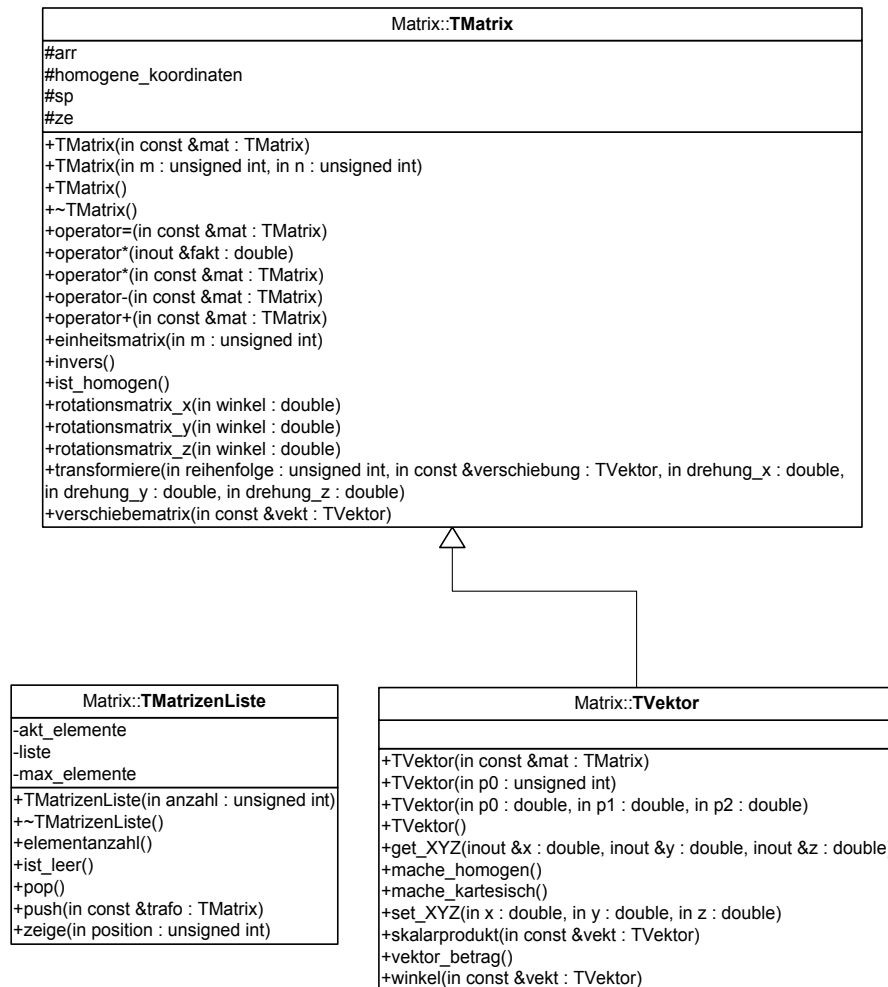 Matrix::TMatrix
#arr
#homogene_koordinaten
#sp
#ze
+TMatrix(in const &mat : TMatrix)
+TMatrix(in m : unsigned int, in n : unsigned int)
+TMatrix()
+~TMatrix()
+operator=(in const &mat : TMatrix)
+operator*(inout &fakt : double)
+operator*(in const &mat : TMatrix)
+operator-(in const &mat : TMatrix)
+operator+(in const &mat : TMatrix)
+einheitsmatrix(in m : unsigned int)
+invers()
+ist_homogen()
+rotationsmatrix_x(in winkel : double)
+rotationsmatrix_y(in winkel : double)
+rotationsmatrix_z(in winkel : double)
+transformiere(in reihenfolge : unsigned int, in const &verschiebung : TVektor, in drehung_x : double,
in drehung_y : double, in drehung_z : double)
+verschiebematrix(in const &vekt : TVektor)
Matrix::TMatrizenListe
-akt_elemente
-liste
-max_elemente
+TMatrizenListe(in anzahl : unsigned int)
+~TMatrizenListe()
+elementanzahl()
+ist_leer()
+pop()
+push(in const &trafo : TMatrix)
+zeige(in position : unsigned int)
Matrix::TVektor
+TVektor(in const &mat : TMatrix)
+TVektor(in p0 : unsigned int)
+TVektor(in p0 : double, in p1 : double, in p2 : double)
+TVektor()
+get_XYZ(inout &x : double, inout &y : double, inout &z : double)
+mache_homogen()
+mache_kartesisch()
+set_XYZ(in x : double, in y : double, in z : double)
+skalarprodukt(in const &vekt : TVektor)
+vektor_betrag()
+winkel(in const &vekt : TVektor)